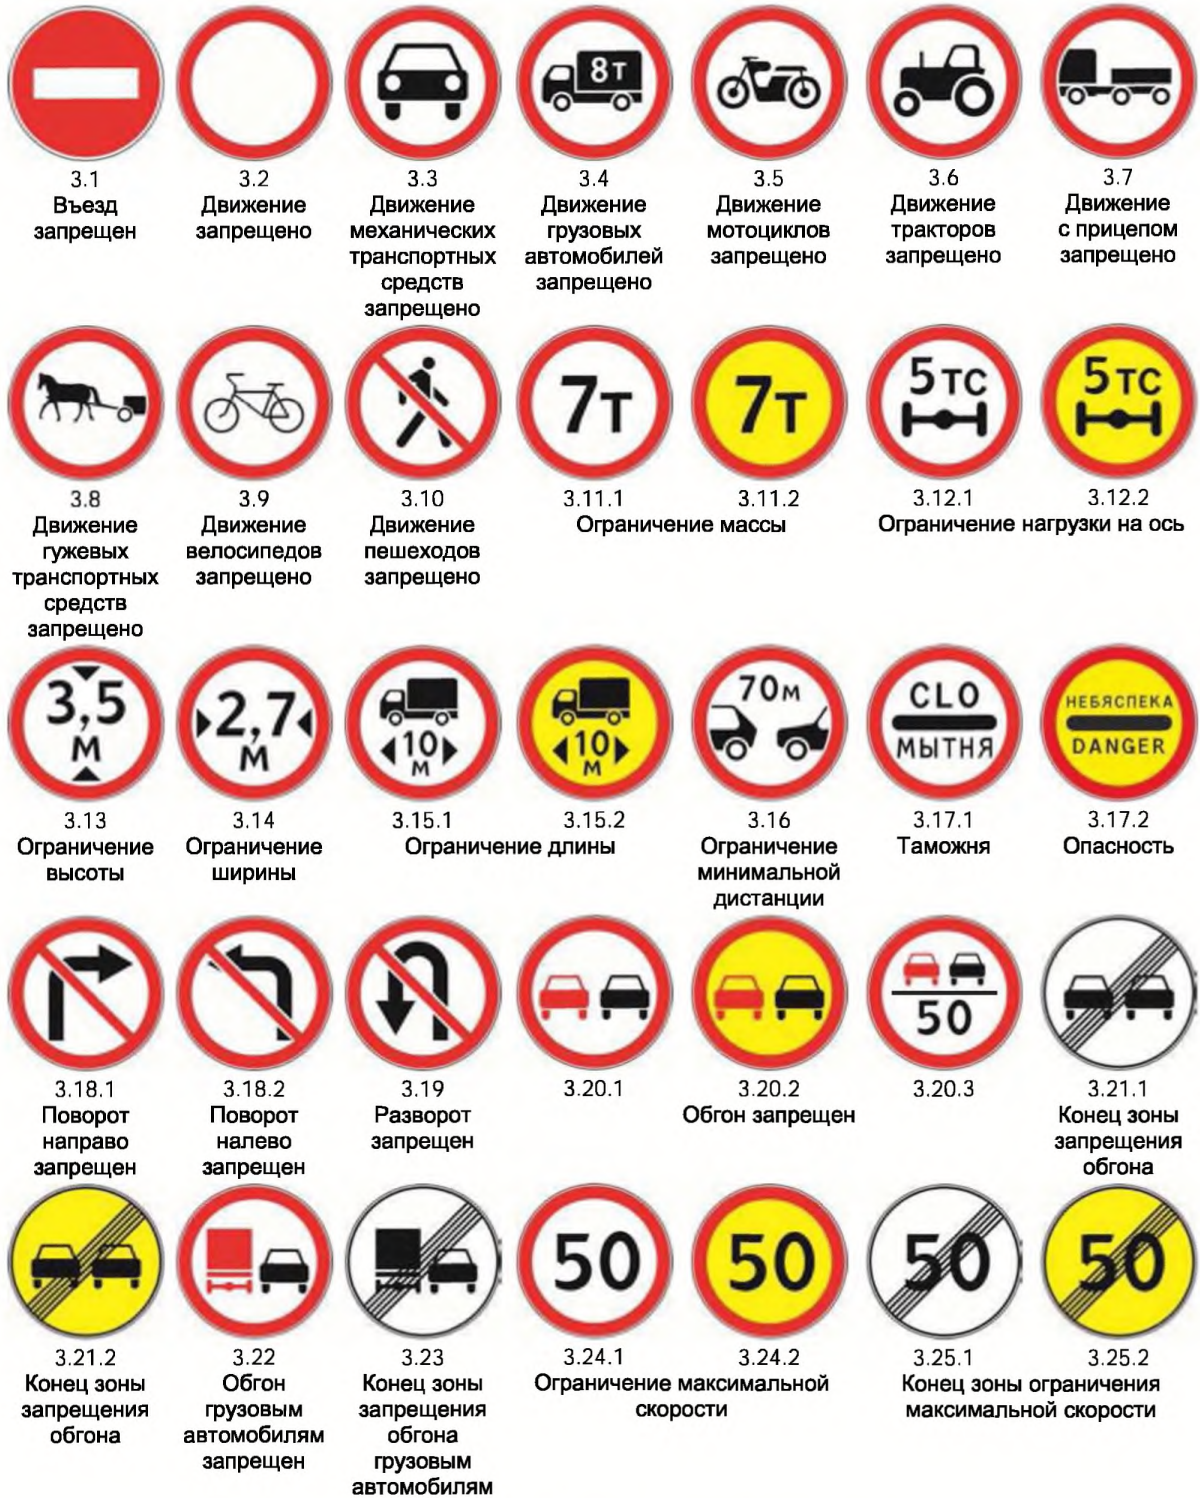 8т
3.1
Въезд
запрещен
3.2
Движение
запрещено
3.3
Движение
механических
транспортных
средств
запрещено
3.4
Движение
грузовых
автомобилей
запрещено
3.5
Движение
мотоциклов
запрещено
3.6
Движение
тракторов
запрещено
3.7
Движение
с прицепом
запрещено
7т
7т
5тс
5тс
3.8
Движение
гужевых
транспортных
средств
запрещено
3.9
Движение
велосипедов
запрещено
3.10
Движение
пешеходов
запрещено
3.11.1
3.11.2
Ограничение массы
3.12.1
3.12.2
Ограничение нагрузки на ось
3,5
м
2,7
м
10
м
10
м
70м
CLO
МЫТНЯ
НЕБЯСПЕКА
DANGER
3.13
Ограничение
высоты
3.14
Ограничение
ширины
3.15.1
3.15.2
Ограничение длины
3.16
Ограничение
минимальной
дистанции
3.17.1
Таможня
3.17.2
Опасность
50
3.18.1
Поворот
направо
запрещен
3.18.2
Поворот
налево
запрещен
3.19
Разворот
запрещен
3.20.1
3.20.2
3.20.3
Обгон запрещен
3.21.1
Конец зоны
запрещения
обгона
50
50
50
50
3.21.2
Конец зоны
запрещения
обгона
3.22
Обгон
грузовым
автомобилям
запрещен
3.23
Конец зоны
запрещения
обгона
грузовым
автомобилям
3.24.1
3.24.2
Ограничение максимальной
скорости
3.25.1
3.25.2
Конец зоны ограничения
максимальной скорости